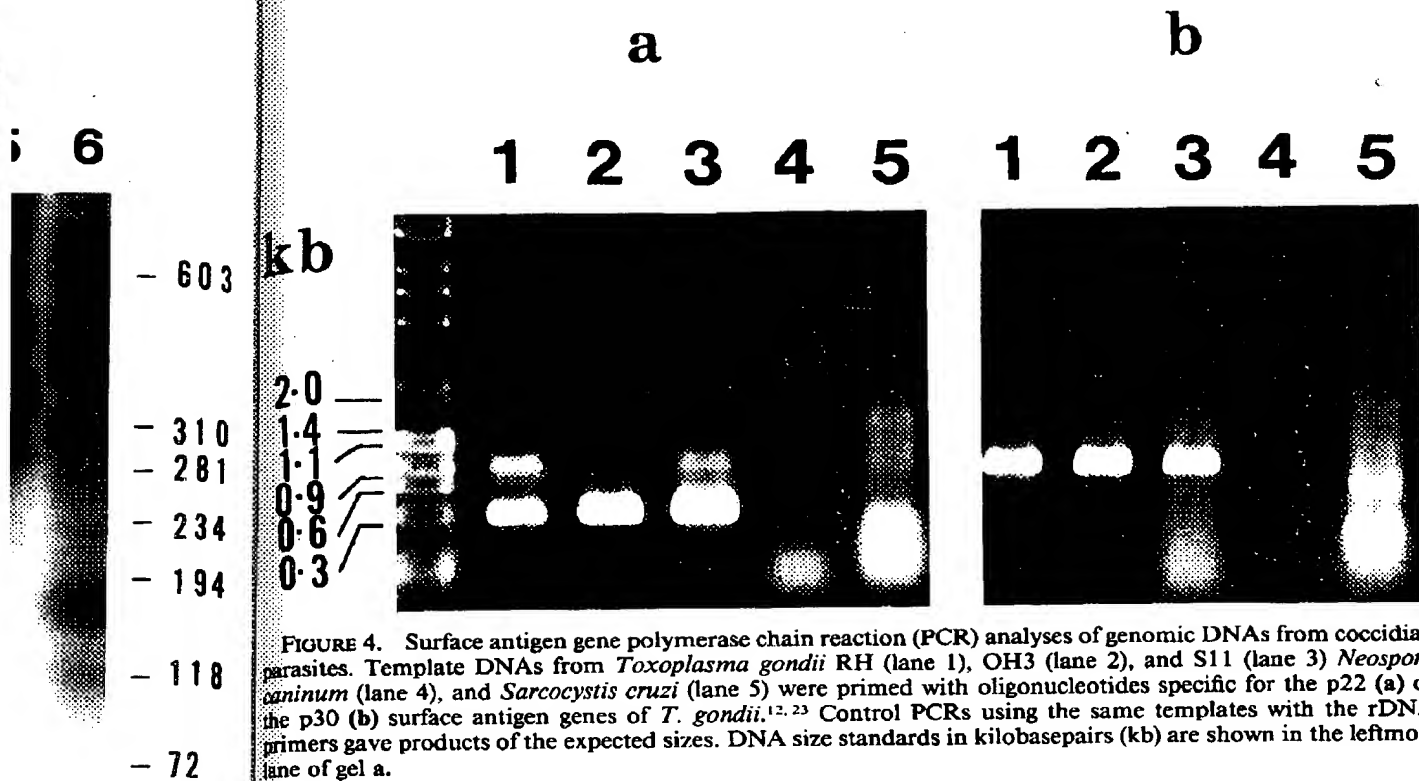 a b
6
1 2 3 4 5
1 2 3 4 5
kb
– 603
– 310
– 281
– 234
– 194
– 118
– 72
2·0
1·4
1·1
0·9
0·6
0·3
FIGURE 4. Surface antigen gene polymerase chain reaction (PCR) analyses of genomic DNAs from coccidia
parasites. Template DNAs from Toxoplasma gondii RH (lane 1), OH3 (lane 2), and S11 (lane 3) Neospor
caninum (lane 4), and Sarcocystis cruzi (lane 5) were primed with oligonucleotides specific for the p22 (a)
the p30 (b) surface antigen genes of T. gondii.12, 23 Control PCRs using the same templates with the rDN
primers gave products of the expected sizes. DNA size standards in kilobasepairs (kb) are shown in the leftmo
lane of gel a.